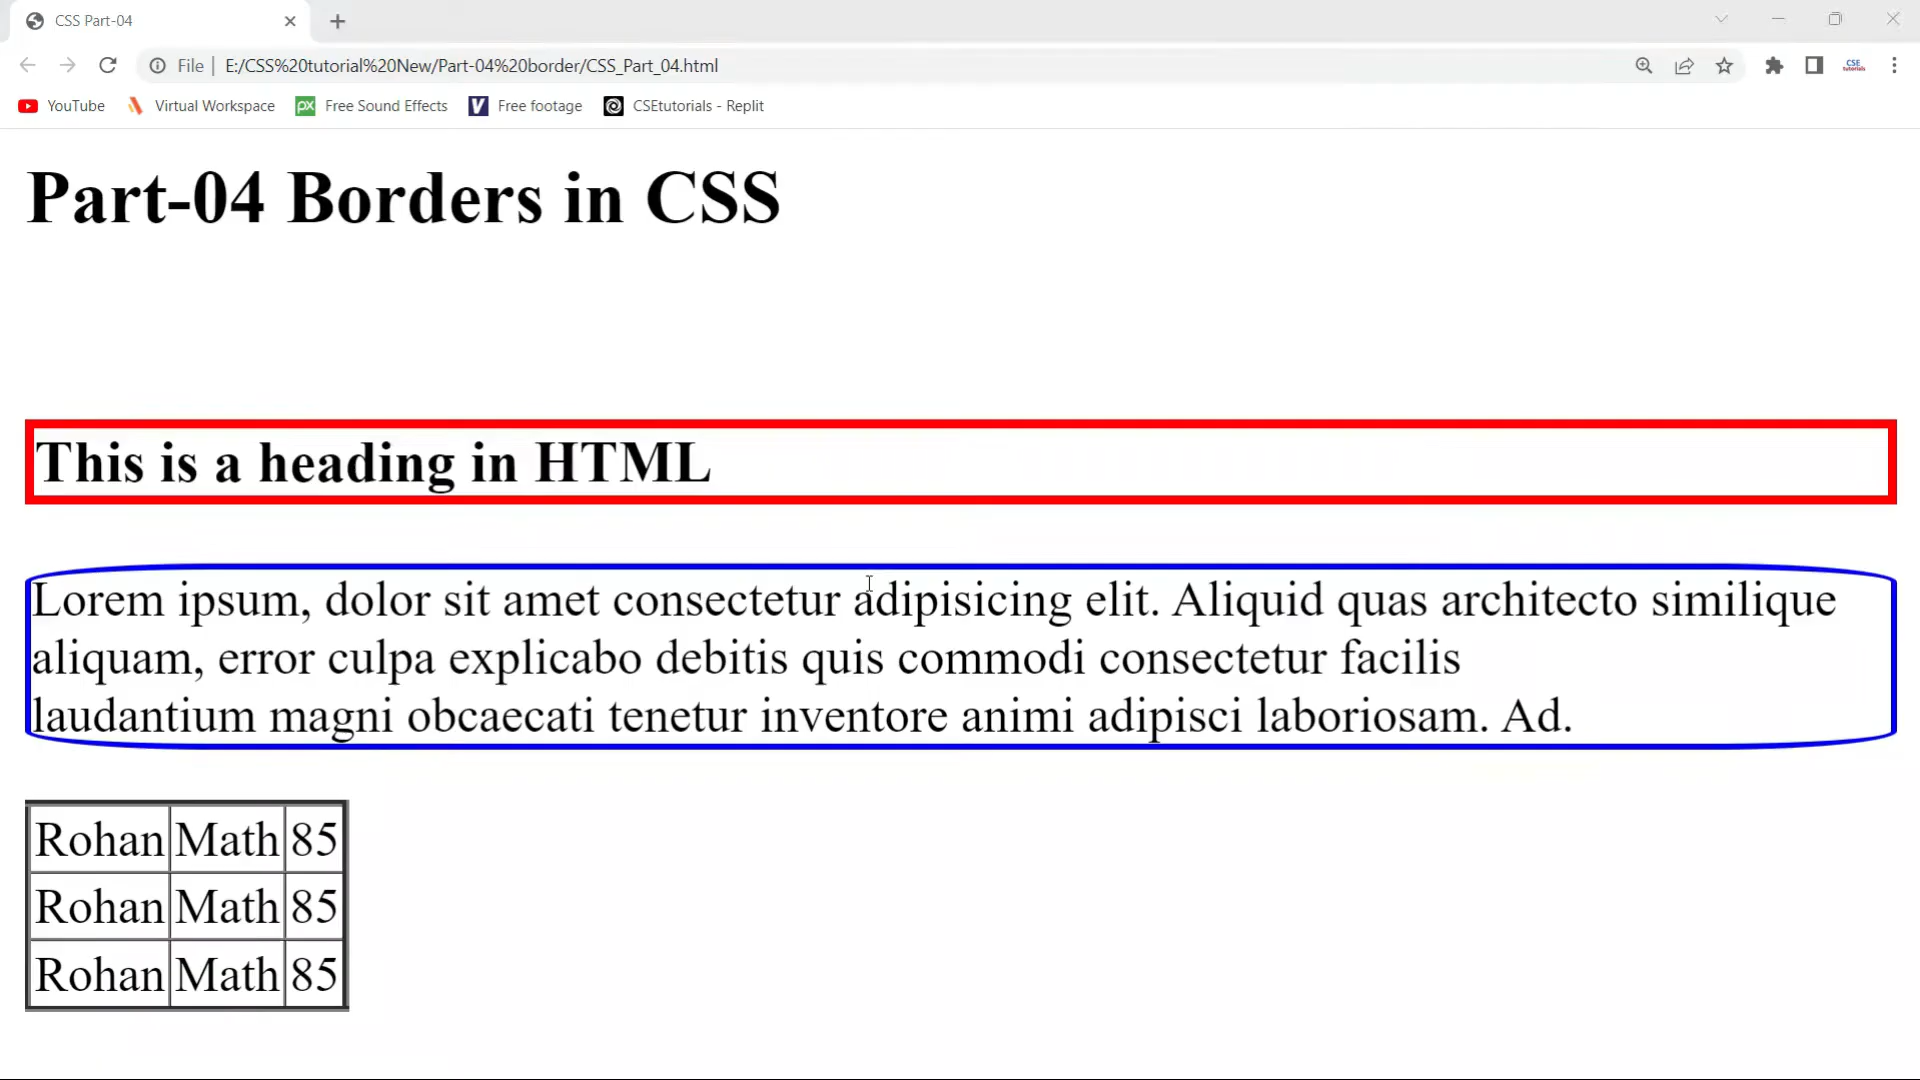 CSS Part-04
File | E:/CSS%20tutorial%20New/Part-04%20border/CSS_Part_04.html
CSE tutorials
YouTube Virtual Workspace px Free Sound Effects V Free footage CSEtutorials - Replit
Part-04 Borders in CSS
This is a heading in HTML
Lorem ipsum, dolor sit amet consectetur adipisicing elit. Aliquid quas architecto similique
aliquam, error culpa explicabo debitis quis commodi consectetur facilis
laudantium magni obcaecati tenetur inventore animi adipisci laboriosam. Ad.
Rohan Math 85
Rohan Math 85
Rohan Math 85